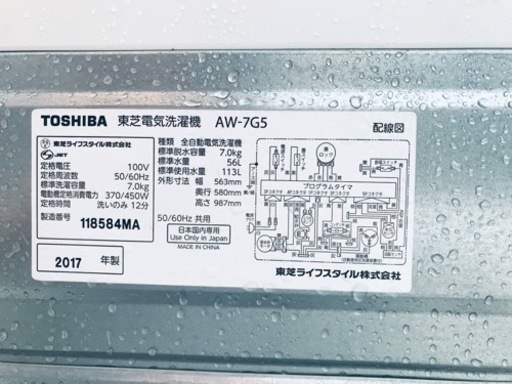 TOSHIBA 東芝電気洗濯機 AW-7G5
配線図
東芝ライフスタイル株式会社
JET
定格電圧 100V
定格周波数 50/60Hz
標準洗濯容量 7.0kg
電動機定格消費電力 370/450W
定格時間 洗いのみ 12分
製造番号 118584MA
2017 年製
種類 全自動電気洗濯機
標準脱水容量 7.0kg
標準水量 56L
標準使用水量 113L
外形寸法 幅 563mm
奥行 580mm
高さ 987mm
50/60Hz 共用
日本国内専用
Use Only in Japan
MADE IN CHINA
プログラムタイマ
東芝ライフスタイル株式会社